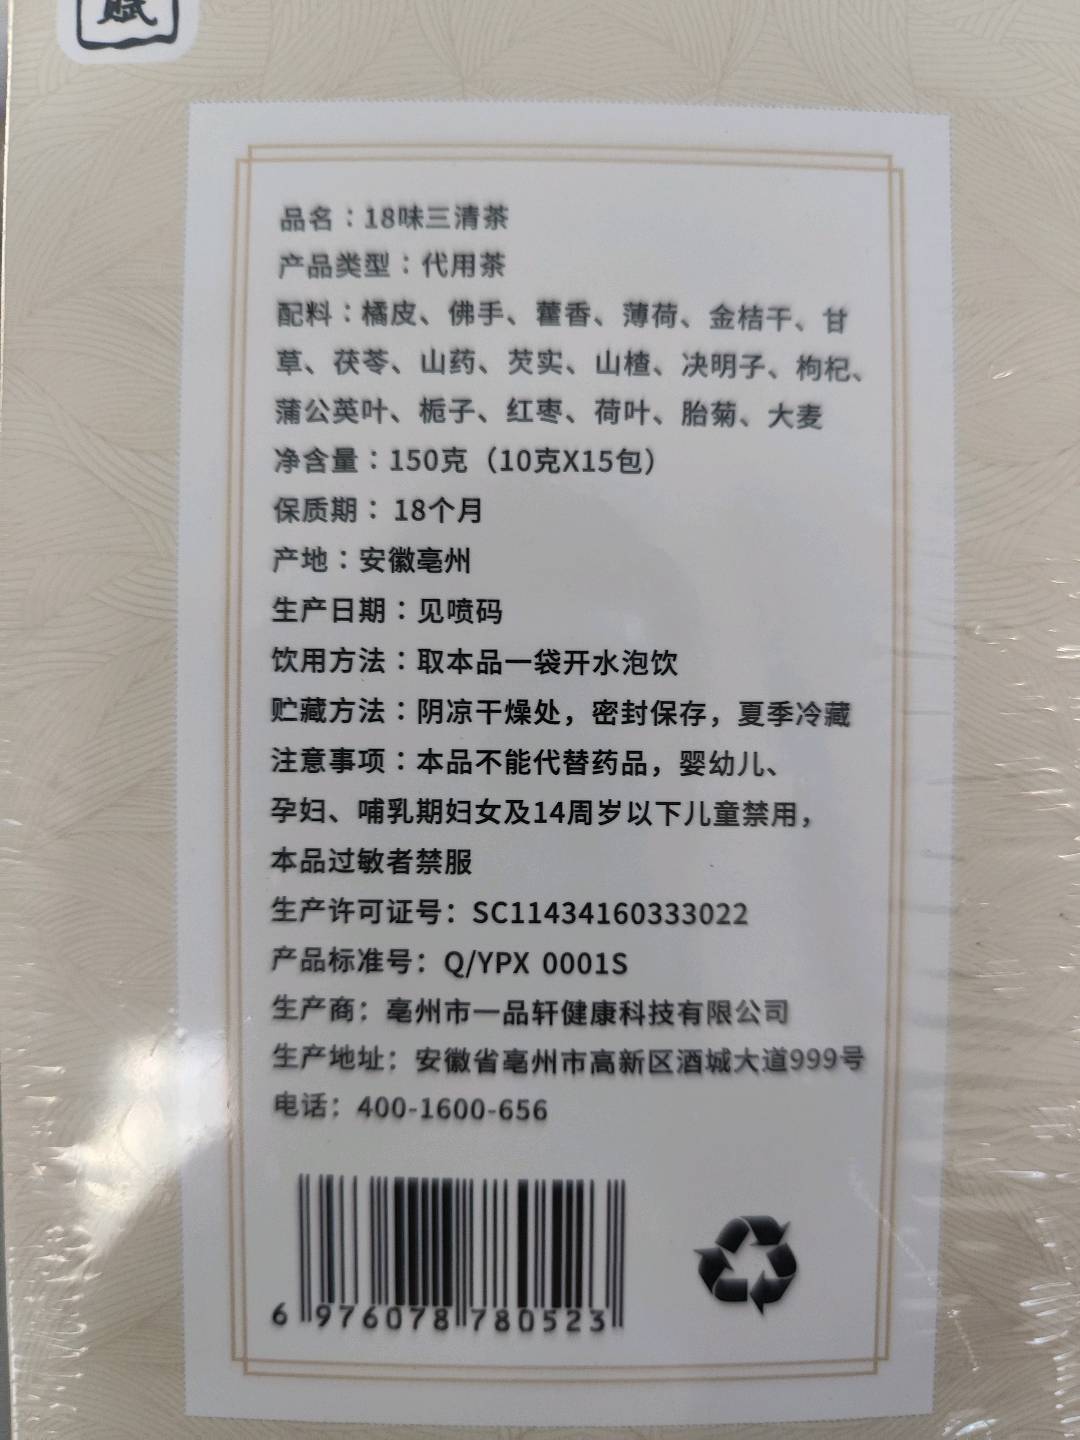 賦
品名：18味三清茶
产品类型：代用茶
配料：橘皮、佛手、藿香、薄荷、金桔干、甘
草、茯苓、山药、芡实、山楂、决明子、枸杞、
蒲公英叶、栀子、红枣、荷叶、胎菊、大麦
净含量：150克（10克X15包）
保质期：18个月
产地：安徽亳州
生产日期：见喷码
饮用方法：取本品一袋开水泡饮
贮藏方法：阴凉干燥处，密封保存，夏季冷藏
注意事项：本品不能代替药品，婴幼儿、
孕妇、哺乳期妇女及14周岁以下儿童禁用，
本品过敏者禁服
生产许可证号：SC11434160333022
产品标准号：Q/YPX 0001S
生产商：亳州市一品轩健康科技有限公司
生产地址：安徽省亳州市高新区酒城大道999号
电话：400-1600-656
6 976078 780523